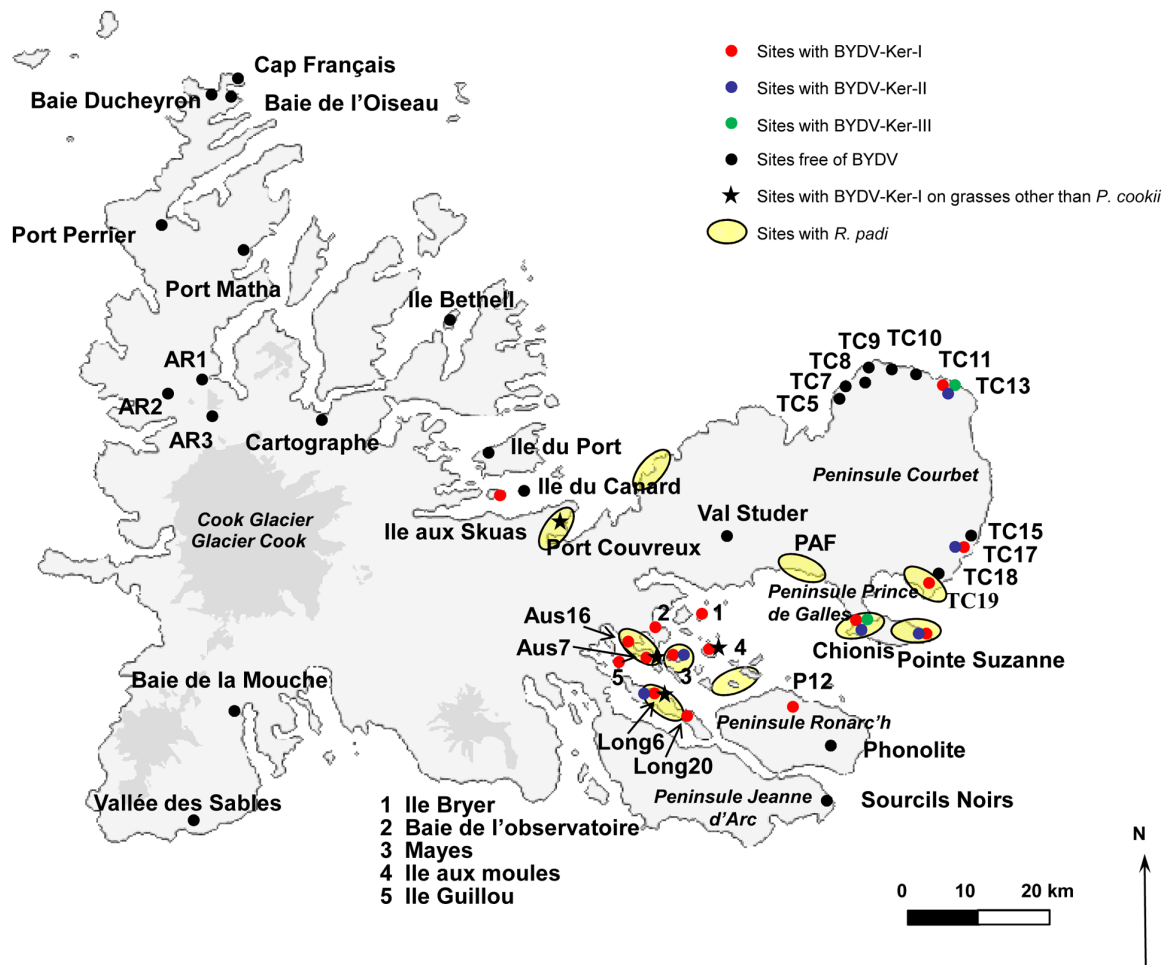 Cap Français
Baie Ducheyron
Baie de l'Oiseau
Sites with BYDV-Ker-I
Sites with BYDV-Ker-II
Sites with BYDV-Ker-III
Sites free of BYDV
Sites with BYDV-Ker-I on grasses other than P. cookii
Sites with R. padi
Port Perrier
Port Matha
Ile Bethell
AR1
AR2
AR3
Cartographe
TC9
TC10
TC8
TC11
TC7
TC13
TC5
Ile du Port
Ile du Canard
Peninsule Courbet
Cook Glacier
Glacier Cook
Ile aux Skuas
Port Couvreux
Val Studer
PAF
TC15
TC17
TC18
TC19
Peninsule Prince
de Galles
Aus16
Aus7
2
1
4
5
3
Chionis
Pointe Suzanne
Baie de la Mouche
P12
Peninsule Ronarc'h
Long6
Long20
Phonolite
Vallée des Sables
Peninsule Jeanne
d'Arc
Sourcils Noirs
1 Ile Bryer
2 Baie de l'observatoire
3 Mayes
4 Ile aux moules
5 Ile Guillou
N
0 10 20 km